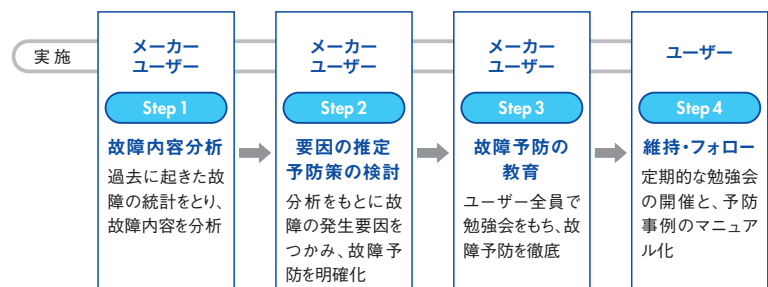 実施
メーカー
ユーザー
Step 1
故障内容分析
過去に起きた故
障の統計をとり、
故障内容を分析
メーカー
ユーザー
Step 2
要因の推定
予防策の検討
分析をもとに故
障の発生要因を
つかみ、故障予
防を明確化
メーカー
ユーザー
Step 3
故障予防の
教育
ユーザー全員で
勉強会をもち、故
障予防を徹底
ユーザー
Step 4
維持・フォロー
定期的な勉強会
の開催と、予防
事例のマニュア
ル化